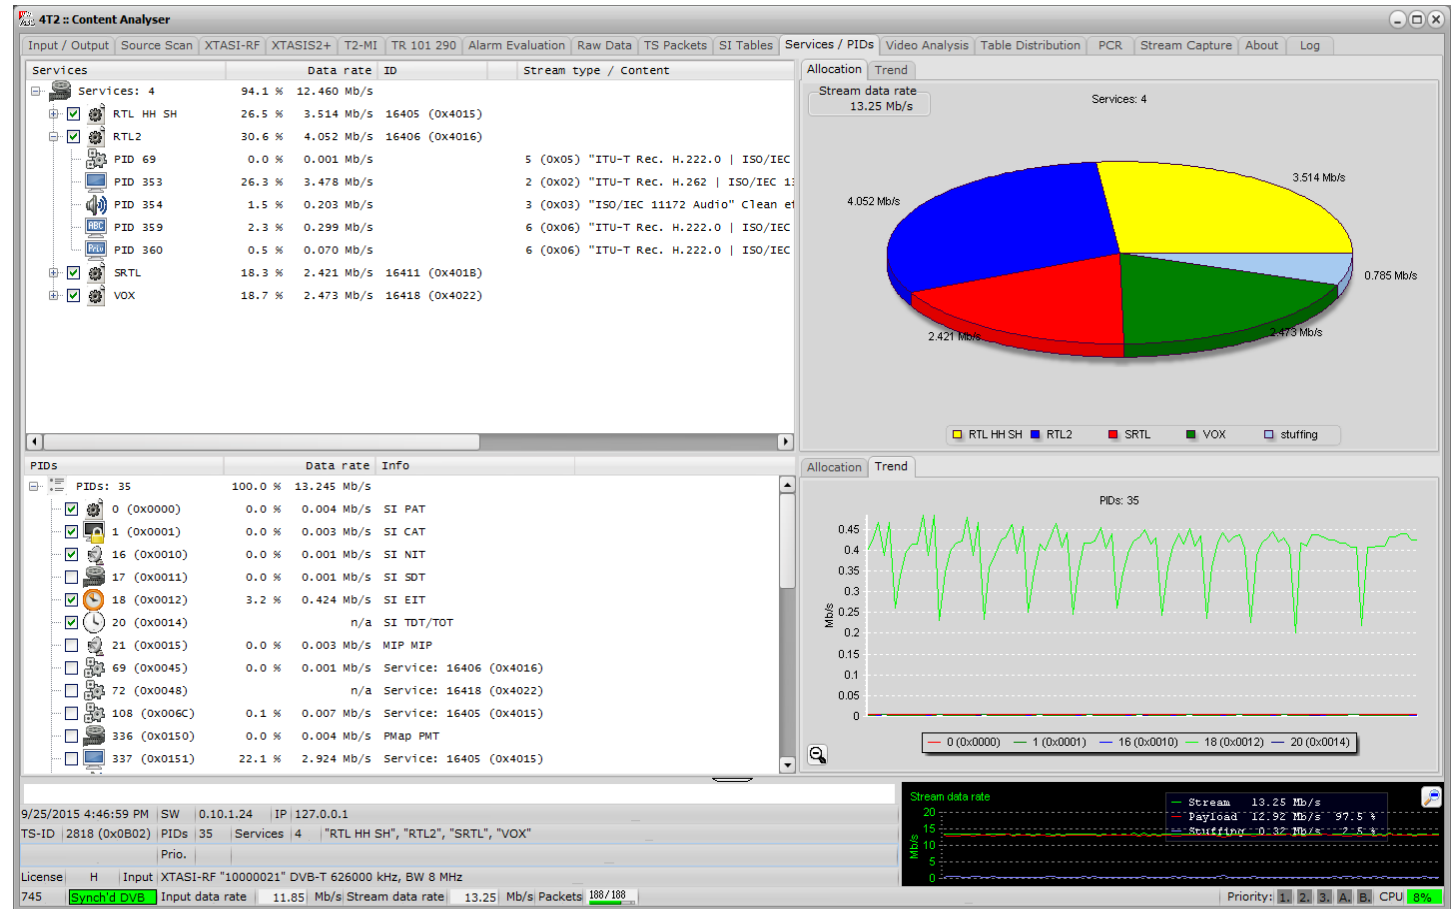 4T2 :: Content Analyser
Input / Output Source Scan XTASI-RF XTASIS2+ T2-MI TR 101 290 Alarm Evaluation Raw Data TS Packets SI Tables Services / PIDs Video Analysis Table Distribution PCR Stream Capture About Log
Services Data rate ID Stream type / Content
Services: 4 94.1 % 12.460 Mb/s
RTL HH SH 26.5 % 3.514 Mb/s 16405 (0x4015)
RTL2 30.6 % 4.052 Mb/s 16406 (0x4016)
PID 69 0.0 % 0.001 Mb/s 5 (0x05) "ITU-T Rec. H.222.0 | ISO/IEC
PID 353 26.3 % 3.478 Mb/s 2 (0x02) "ITU-T Rec. H.262 | ISO/IEC 13
PID 354 1.5 % 0.203 Mb/s 3 (0x03) "ISO/IEC 11172 Audio" Clean ef
ABC PID 359 2.3 % 0.299 Mb/s 6 (0x06) "ITU-T Rec. H.222.0 | ISO/IEC
PID 360 0.5 % 0.070 Mb/s 6 (0x06) "ITU-T Rec. H.222.0 | ISO/IEC
SRTL 18.3 % 2.421 Mb/s 16411 (0x401B)
VOX 18.7 % 2.473 Mb/s 16418 (0x4022)
Allocation Trend
Stream data rate
13.25 Mb/s
Services: 4
3.514 Mb/s
4.052 Mb/s
0.785 Mb/s
2.421 Mb/s
2.473 Mb/s
RTL HH SH RTL2 SRTL VOX stuffing
PIDs Data rate Info
PIDs: 35 100.0 % 13.245 Mb/s
0 (0x0000) 0.0 % 0.004 Mb/s SI PAT
1 (0x0001) 0.0 % 0.003 Mb/s SI CAT
16 (0x0010) 0.0 % 0.001 Mb/s SI NIT
17 (0x0011) 0.0 % 0.001 Mb/s SI SDT
18 (0x0012) 3.2 % 0.424 Mb/s SI EIT
20 (0x0014) n/a SI TDT/TOT
21 (0x0015) 0.0 % 0.003 Mb/s MIP MIP
69 (0x0045) 0.0 % 0.001 Mb/s Service: 16406 (0x4016)
72 (0x0048) n/a Service: 16418 (0x4022)
108 (0x006C) 0.1 % 0.007 Mb/s Service: 16405 (0x4015)
336 (0x0150) 0.0 % 0.004 Mb/s PMap PMT
337 (0x0151) 22.1 % 2.924 Mb/s Service: 16405 (0x4015)
Allocation Trend
PIDs: 35
Mb/s
0.45
0.4
0.35
0.3
0.25
0.2
0.15
0.1
0.05
0
0 (0x0000) 1 (0x0001) 16 (0x0010) 18 (0x0012) 20 (0x0014)
9/25/2015 4:46:59 PM SW 0.10.1.24 IP 127.0.0.1
TS-ID 2818 (0x0B02) PIDs 35 Services 4 "RTL HH SH", "RTL2", "SRTL", "VOX"
Prio.
License H Input XTASI-RF "10000021" DVB-T 626000 kHz, BW 8 MHz
745 Synch'd DVB Input data rate 11.85 Mb/s Stream data rate 13.25 Mb/s Packets 188/188
Stream data rate
Mb/s
20
15
10
5
0
Stream 13.25 Mb/s
Payload 12.92 Mb/s 97.5 %
Stuffing 0.32 Mb/s 2.5 %
Priority: 1. 2. 3. A. B. CPU 8%